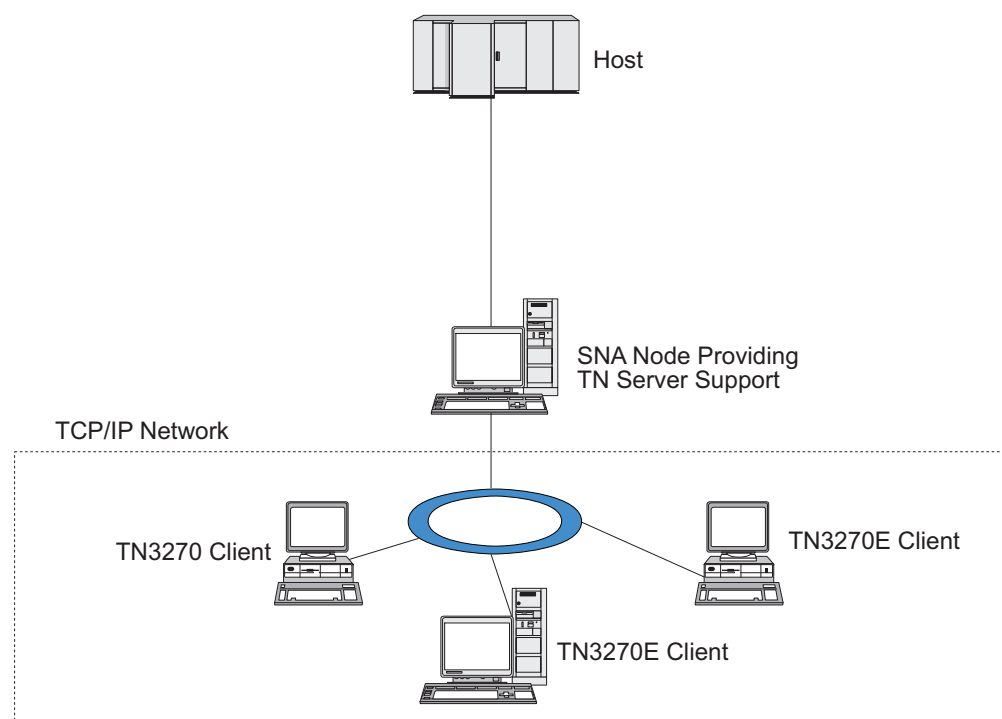 Host
SNA Node Providing
TN Server Support
TCP/IP Network
TN3270 Client
TN3270E Client
TN3270E Client